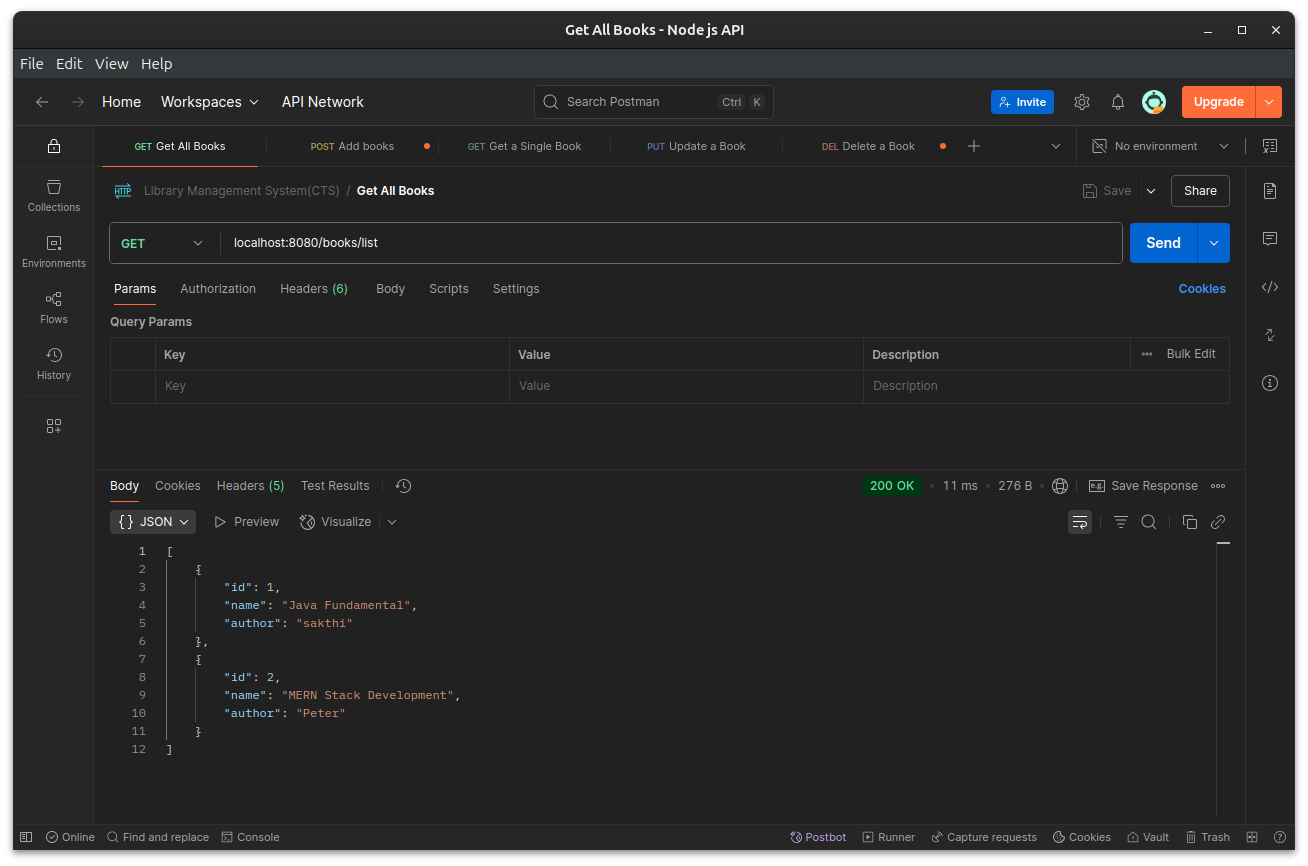 Get All Books - Node js API
File Edit View Help
Home Workspaces API Network Search Postman Ctrl K Invite Upgrade
GET Get All Books POST Add books GET Get a Single Book PUT Update a Book DEL Delete a Book No environment
HTTP Library Management System(CTS) / Get All Books Save Share
Collections
GET localhost:8080/books/list Send
Environments
Params Authorization Headers (6) Body Scripts Settings Cookies
Flows
Query Params
Key Value Description Bulk Edit
History
Key Value Description
Body Cookies Headers (5) Test Results 200 OK 11 ms 276 B e.g. Save Response
{} JSON Preview Visualize
1 [
2 {
3 "id": 1,
4 "name": "Java Fundamental",
5 "author": "sakthi"
6 },
7 {
8 "id": 2,
9 "name": "MERN Stack Development",
10 "author": "Peter"
11 }
12 ]
Online Find and replace Console Postbot Runner Capture requests Cookies Vault Trash